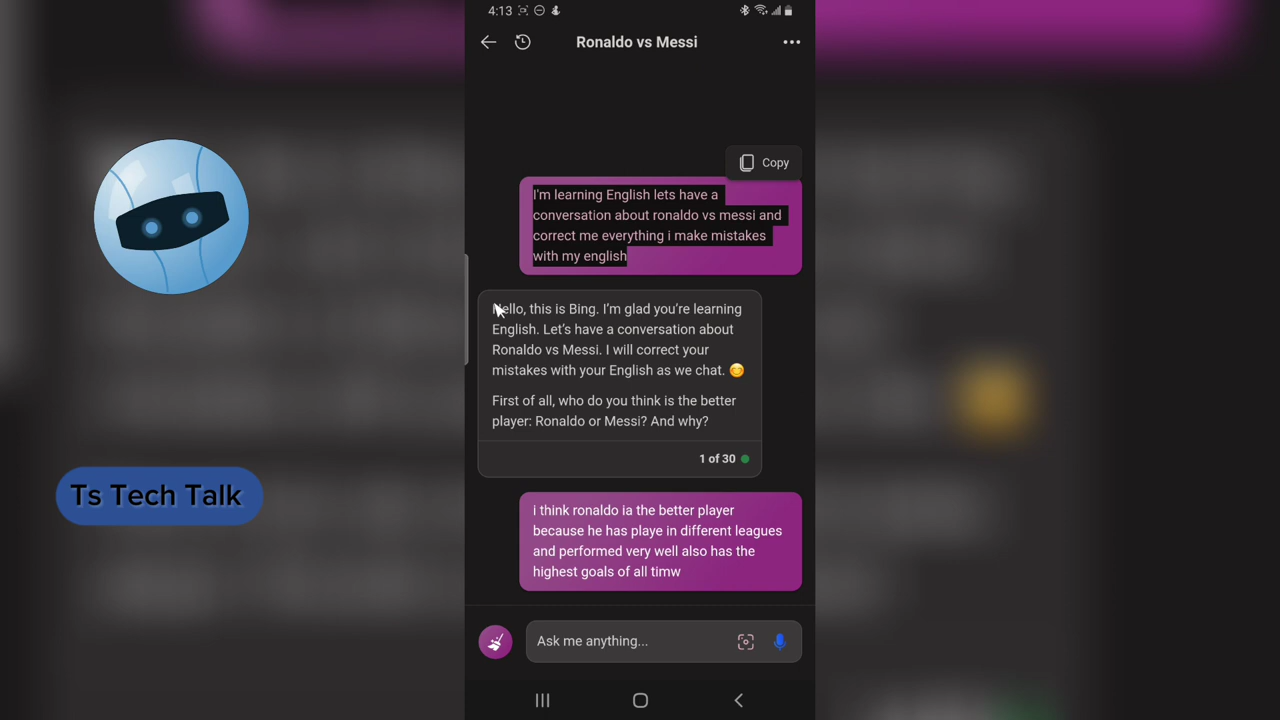 4:13
Ronaldo vs Messi
Copy
I'm learning English lets have a
conversation about ronaldo vs messi and
correct me everything i make mistakes
with my english
Hello, this is Bing. I'm glad you're learning
English. Let's have a conversation about
Ronaldo vs Messi. I will correct your
mistakes with your English as we chat. 😊
First of all, who do you think is the better
player: Ronaldo or Messi? And why?
1 of 30
Ts Tech Talk
i think ronaldo ia the better player
because he has playe in different leagues
and performed very well also has the
highest goals of all timw
Ask me anything...